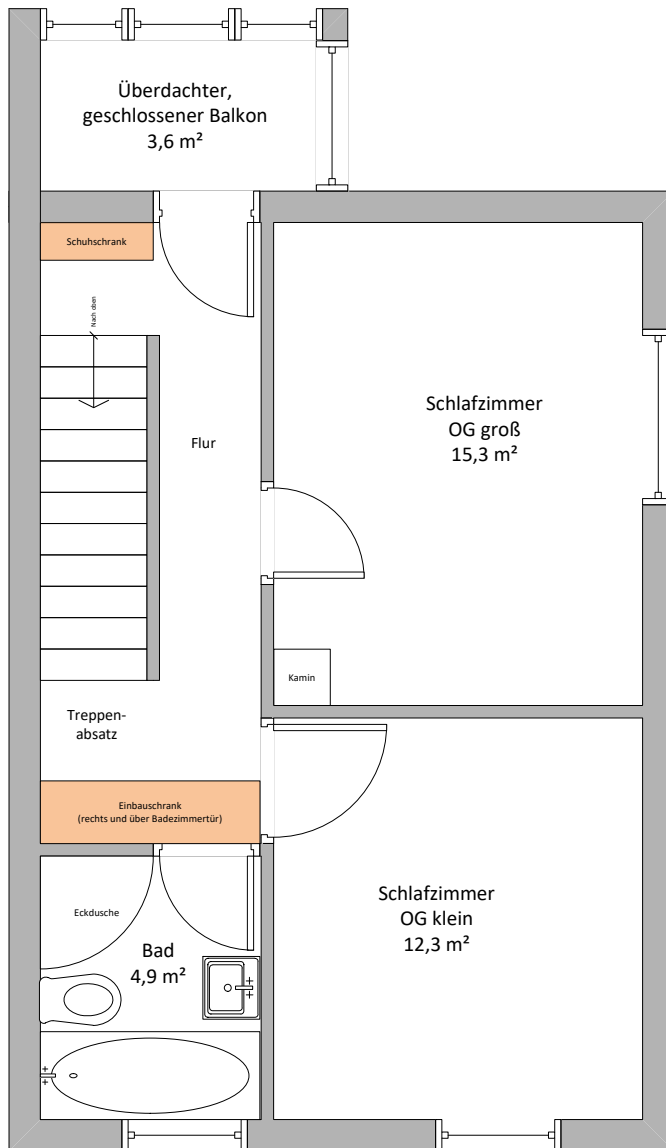 Überdachter,
geschlossener Balkon
3,6 m²
Schuhschrank
Nach oben
Schlafzimmer
OG groß
15,3 m²
Flur
Kamin
Treppen-
absatz
Einbauschrank
(rechts und über Badezimmertür)
Eckdusche
Bad
4,9 m²
Schlafzimmer
OG klein
12,3 m²